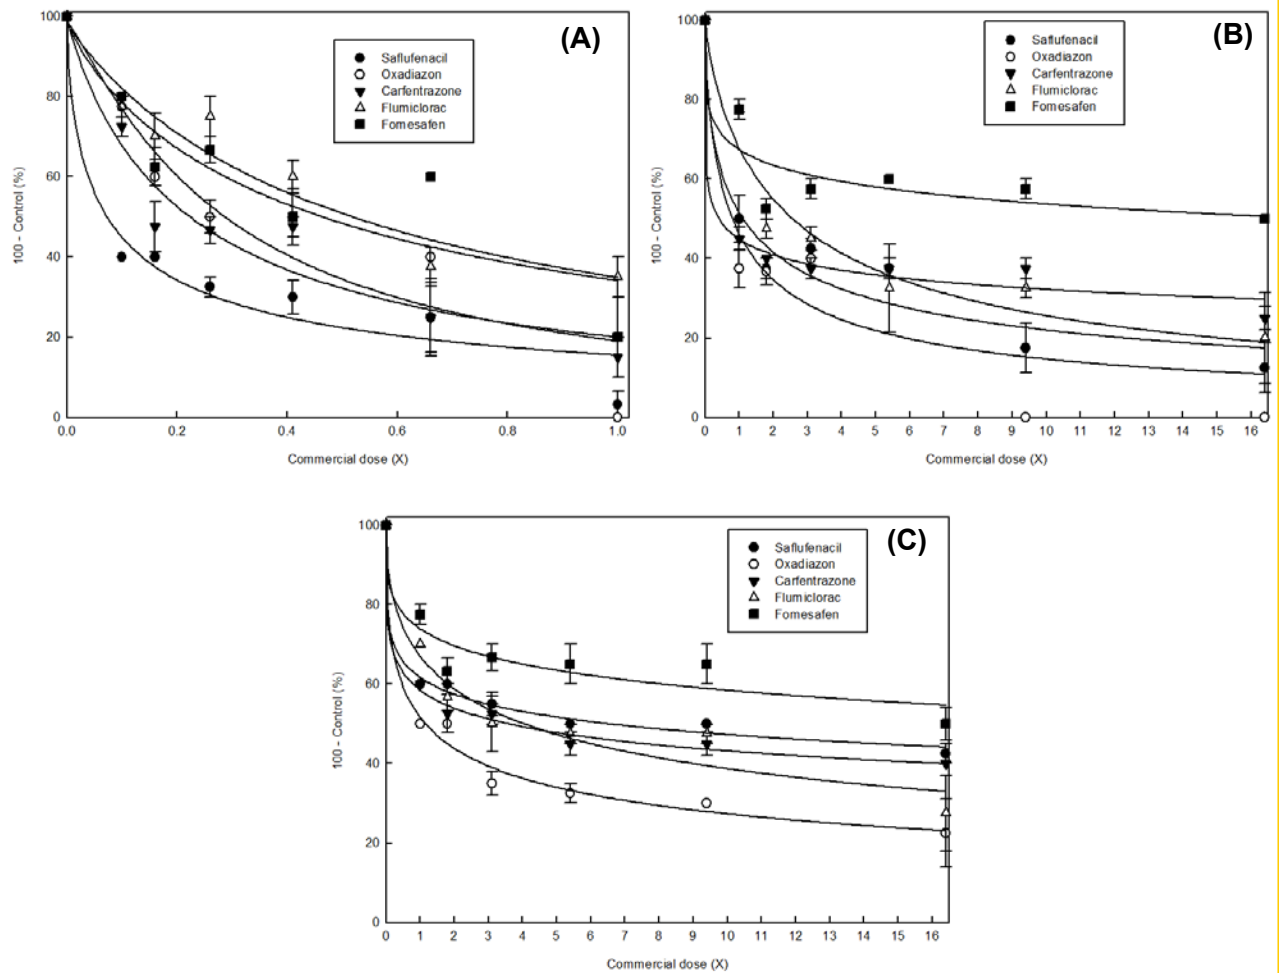 (A)
100
80
60
40
20
0
100 - Control (%)
Saflufenacil
Oxadiazon
Carfentrazone
Flumiclorac
Fomesafen
0.0 0.2 0.4 0.6 0.8 1.0
Commercial dose (X)
(B)
100
80
60
40
20
0
100 - Control (%)
Saflufenacil
Oxadiazon
Carfentrazone
Flumiclorac
Fomesafen
0 1 2 3 4 5 6 7 8 9 10 11 12 13 14 15 16
Commercial dose (X)
(C)
100
80
60
40
20
0
100 - Control (%)
Saflufenacil
Oxadiazon
Carfentrazone
Flumiclorac
Fomesafen
0 1 2 3 4 5 6 7 8 9 10 11 12 13 14 15 16
Commercial dose (X)